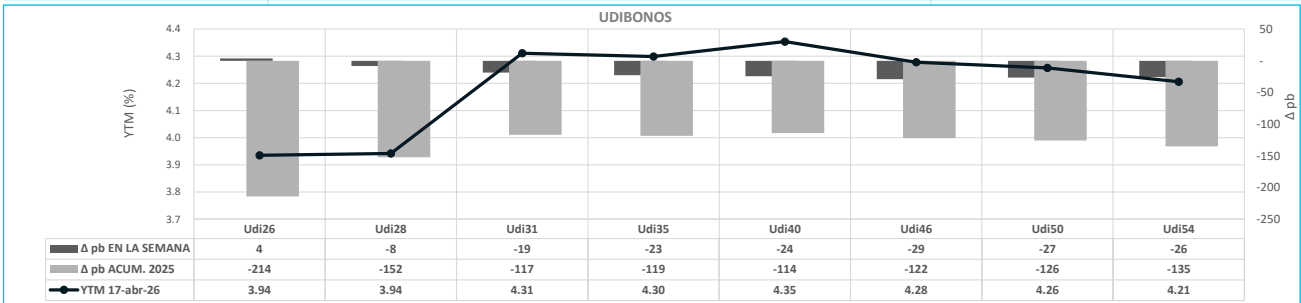 UDIBONOS
YTM (%)
4.4
4.3
4.2
4.1
4.0
3.9
3.8
3.7
50
-
-50
-100
-150
-200
-250
Δ pb
Udi26 Udi28 Udi31 Udi35 Udi40 Udi46 Udi50 Udi54
Δ pb EN LA SEMANA 4 -8 -19 -23 -24 -29 -27 -26
Δ pb ACUM. 2025 -214 -152 -117 -119 -114 -122 -126 -135
YTM 17-abr-26 3.94 3.94 4.31 4.30 4.35 4.28 4.26 4.21